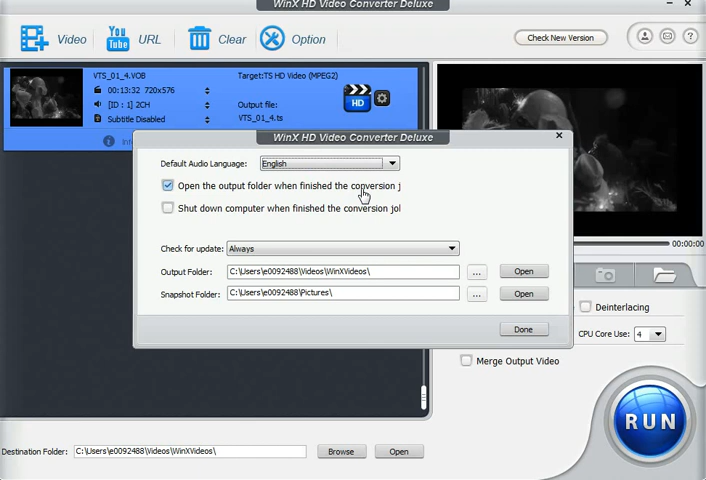 WinX HD Video Converter Deluxe
Video
You Tube
URL
Clear
Option
Check New Version
?
VTS_01_4.VOB
00:13:32 720x576
[ID : 1] 2CH
Subtitle Disabled
Target:TS HD Video (MPEG2)
Output file:
VTS_01_4.ts
HD
WinX HD Video Converter Deluxe
Default Audio Language: English
Open the output folder when finished the conversion j
Shut down computer when finished the conversion jol
Check for update: Always
Output Folder: C:\Users\e0092488\Videos\WinXVideos\ ... Open
Snapshot Folder: C:\Users\e0092488\Pictures\ ... Open
Done
00:00:00
Deinterlacing
CPU Core Use: 4
Merge Output Video
RUN
Destination Folder: C:\Users\e0092488\Videos\WinXVideos\ Browse Open